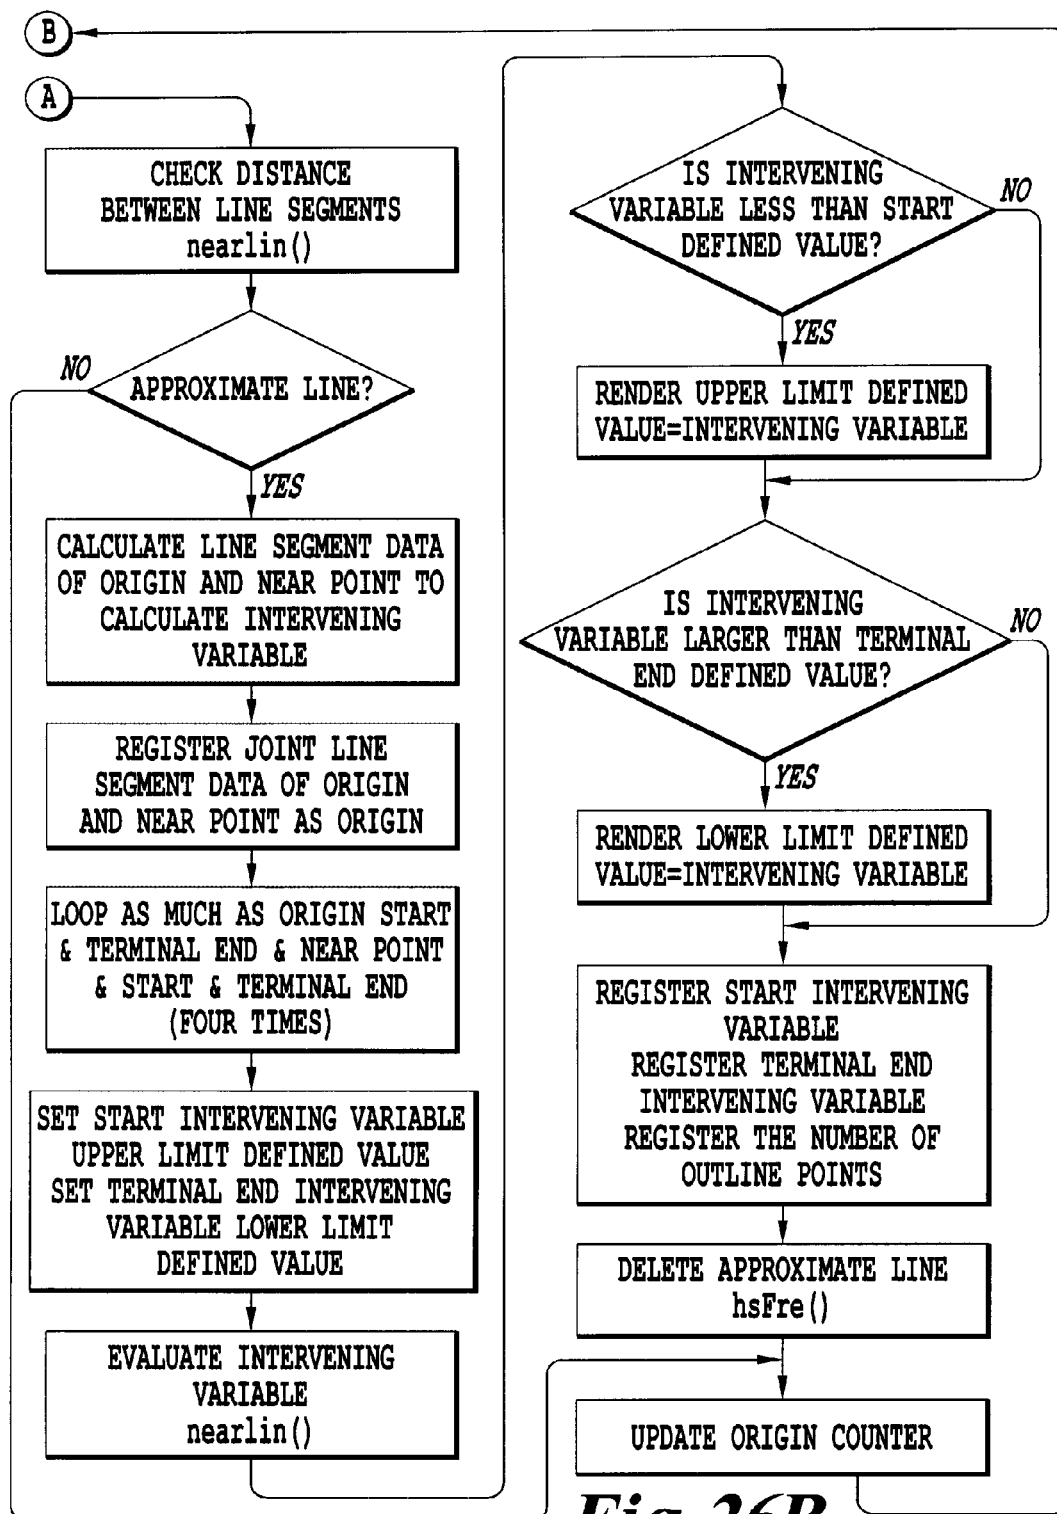 B
A
CHECK DISTANCE
BETWEEN LINE SEGMENTS
nearlin()
NO
APPROXIMATE LINE?
YES
CALCULATE LINE SEGMENT DATA
OF ORIGIN AND NEAR POINT TO
CALCULATE INTERVENING
VARIABLE
REGISTER JOINT LINE
SEGMENT DATA OF ORIGIN
AND NEAR POINT AS ORIGIN
LOOP AS MUCH AS ORIGIN START
& TERMINAL END & NEAR POINT
& START & TERMINAL END
(FOUR TIMES)
SET START INTERVENING VARIABLE
UPPER LIMIT DEFINED VALUE
SET TERMINAL END INTERVENING
VARIABLE LOWER LIMIT
DEFINED VALUE
EVALUATE INTERVENING
VARIABLE
nearlin()
IS INTERVENING
VARIABLE LESS THAN START
DEFINED VALUE?
NO
YES
RENDER UPPER LIMIT DEFINED
VALUE=INTERVENING VARIABLE
IS INTERVENING
VARIABLE LARGER THAN TERMINAL
END DEFINED VALUE?
NO
YES
RENDER LOWER LIMIT DEFINED
VALUE=INTERVENING VARIABLE
REGISTER START INTERVENING
VARIABLE
REGISTER TERMINAL END
INTERVENING VARIABLE
REGISTER THE NUMBER OF
OUTLINE POINTS
DELETE APPROXIMATE LINE
hsFre()
UPDATE ORIGIN COUNTER
Fig. 26B